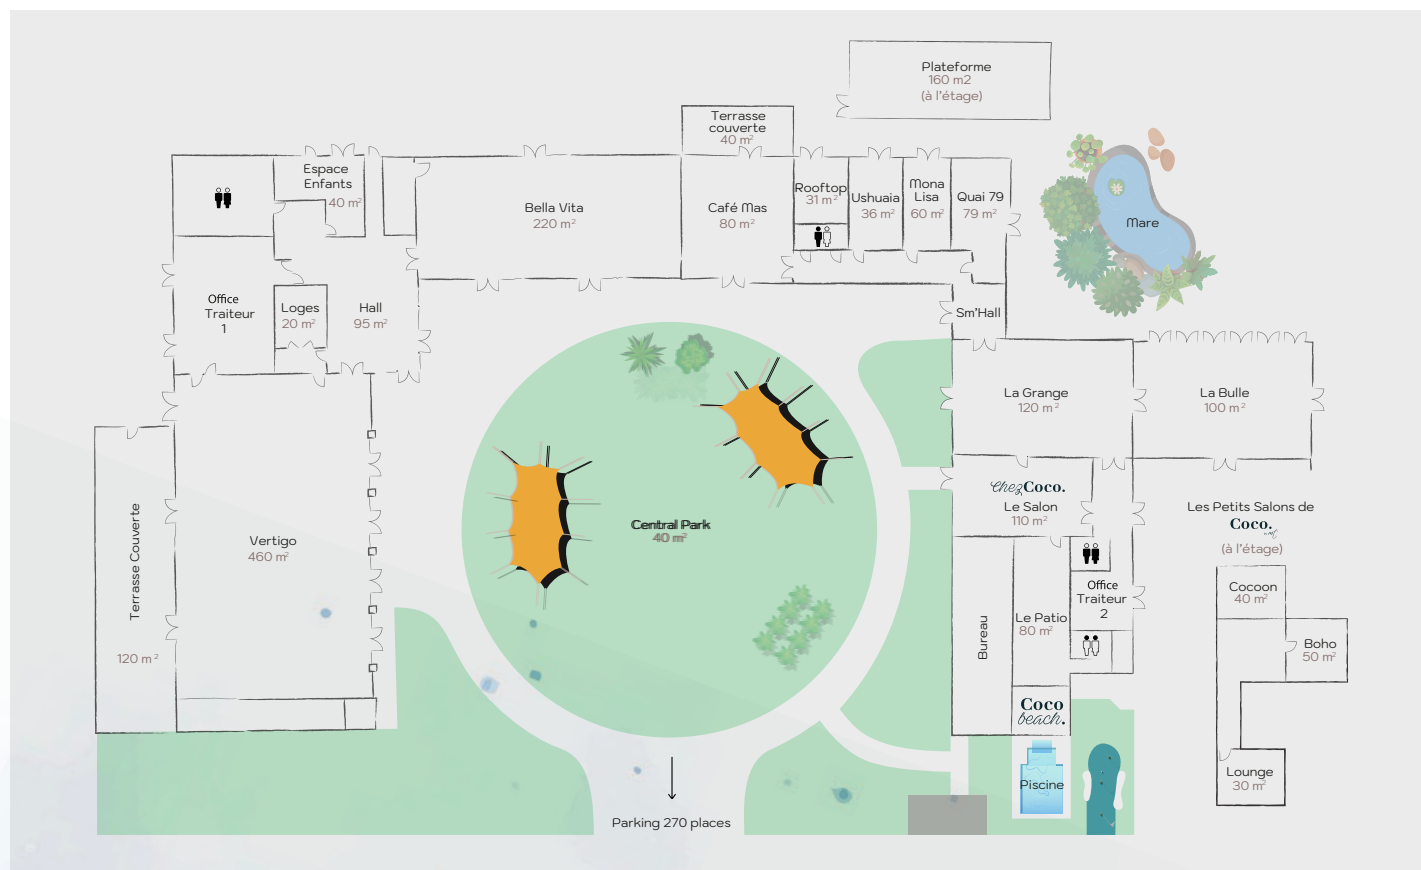 Plateforme
160 m2
(à l'étage)
Terrasse
couverte
40 m²
Espace
Enfants
40 m²
Bella Vita
220 m²
Café Mas
80 m²
Rooftop
31 m²
Ushuaia
36 m²
Mona
Lisa
60 m²
Quai 79
79 m²
Mare
Office
Traiteur
1
Loges
20 m²
Hall
95 m²
Sm'Hall
La Grange
120 m²
La Bulle
100 m²
Terrasse Couverte
120 m²
Vertigo
460 m²
Central Park
40 m²
chez Coco.
Le Salon
110 m²
Les Petits Salons de
Coco.
(à l'étage)
Bureau
Le Patio
80 m²
Office
Traiteur
2
Cocoon
40 m²
Boho
50 m²
Coco
beach.
Piscine
Lounge
30 m²
Parking 270 places